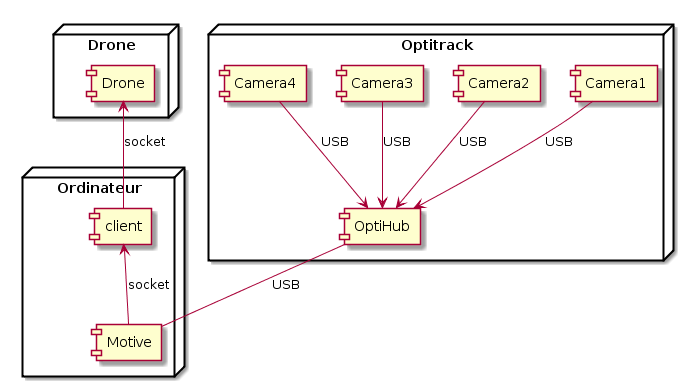 Drone
Optitrack
Drone
Camera4
Camera3
Camera2
Camera1
socket
USB
USB
USB
USB
Ordinateur
client
OptiHub
socket
USB
Motive